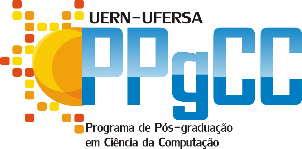 UERN-UFERSA
PPgCC
Programa de Pós-graduação
em Ciência da Computação